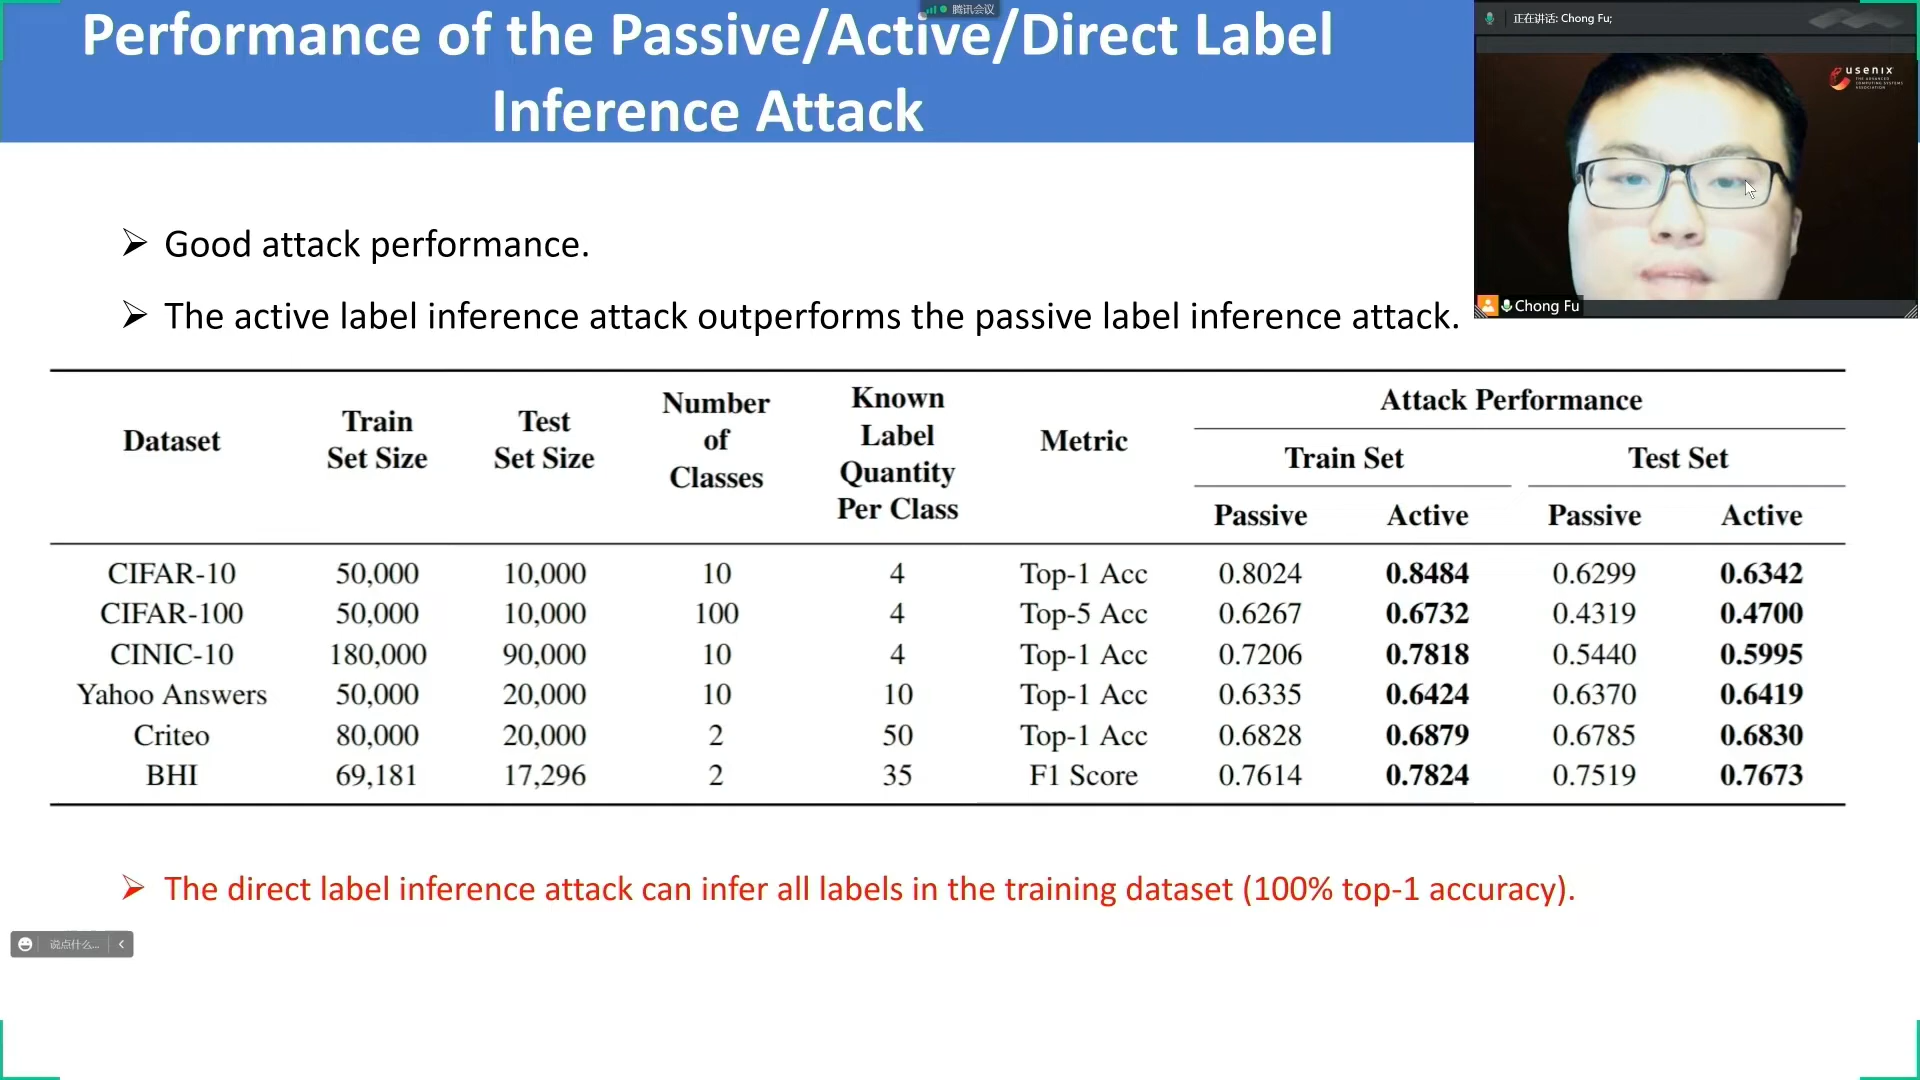 腾讯会议
Performance of the Passive/Active/Direct Label
Inference Attack
正在讲话: Chong Fu;
usenix
THE ADVANCED
COMPUTING SYSTEMS
ASSOCIATION
Chong Fu
➢ Good attack performance.
➢ The active label inference attack outperforms the passive label inference attack.
Dataset Train Set Size Test Set Size Number of Classes Known Label Quantity Per Class Metric Attack Performance
Train Set Test Set
Passive Active Passive Active
CIFAR-10 50,000 10,000 10 4 Top-1 Acc 0.8024 0.8484 0.6299 0.6342
CIFAR-100 50,000 10,000 100 4 Top-5 Acc 0.6267 0.6732 0.4319 0.4700
CINIC-10 180,000 90,000 10 4 Top-1 Acc 0.7206 0.7818 0.5440 0.5995
Yahoo Answers 50,000 20,000 10 10 Top-1 Acc 0.6335 0.6424 0.6370 0.6419
Criteo 80,000 20,000 2 50 Top-1 Acc 0.6828 0.6879 0.6785 0.6830
BHI 69,181 17,296 2 35 F1 Score 0.7614 0.7824 0.7519 0.7673
➢ The direct label inference attack can infer all labels in the training dataset (100% top-1 accuracy).
说点什么...